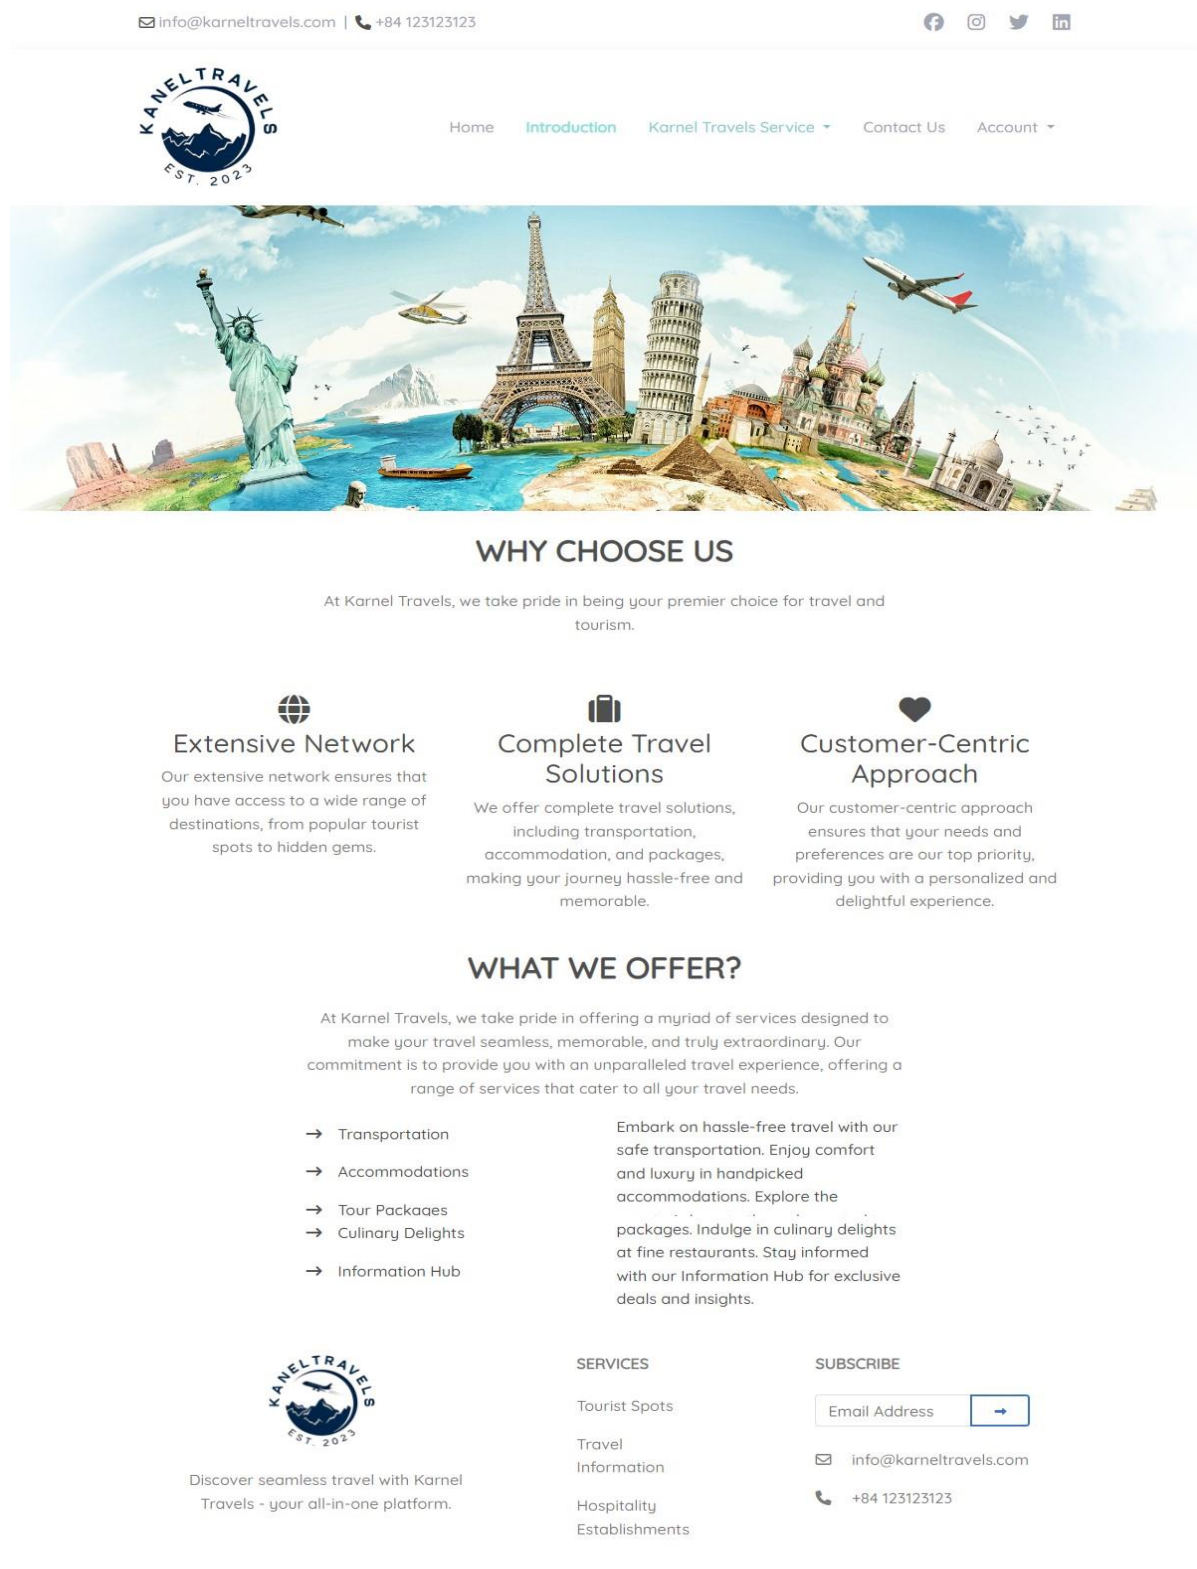 info@karneltravels.com | +84 123123123
KANELTRAVELS
EST. 2023
Home Introduction Karnel Travels Service Contact Us Account
WHY CHOOSE US
At Karnel Travels, we take pride in being your premier choice for travel and
tourism.
Extensive Network
Our extensive network ensures that
you have access to a wide range of
destinations, from popular tourist
spots to hidden gems.
Complete Travel
Solutions
We offer complete travel solutions,
including transportation,
accommodation, and packages,
making your journey hassle-free and
memorable.
Customer-Centric
Approach
Our customer-centric approach
ensures that your needs and
preferences are our top priority,
providing you with a personalized and
delightful experience.
WHAT WE OFFER?
At Karnel Travels, we take pride in offering a myriad of services designed to
make your travel seamless, memorable, and truly extraordinary. Our
commitment is to provide you with an unparalleled travel experience, offering a
range of services that cater to all your travel needs.
Transportation
Accommodations
Tour Packages
Culinary Delights
Information Hub
Embark on hassle-free travel with our
safe transportation. Enjoy comfort
and luxury in handpicked
accommodations. Explore the
packages. Indulge in culinary delights
at fine restaurants. Stay informed
with our Information Hub for exclusive
deals and insights.
KANELTRAVELS
EST. 2023
Discover seamless travel with Karnel
Travels - your all-in-one platform.
SERVICES
Tourist Spots
Travel
Information
Hospitality
Establishments
SUBSCRIBE
Email Address
info@karneltravels.com
+84 123123123